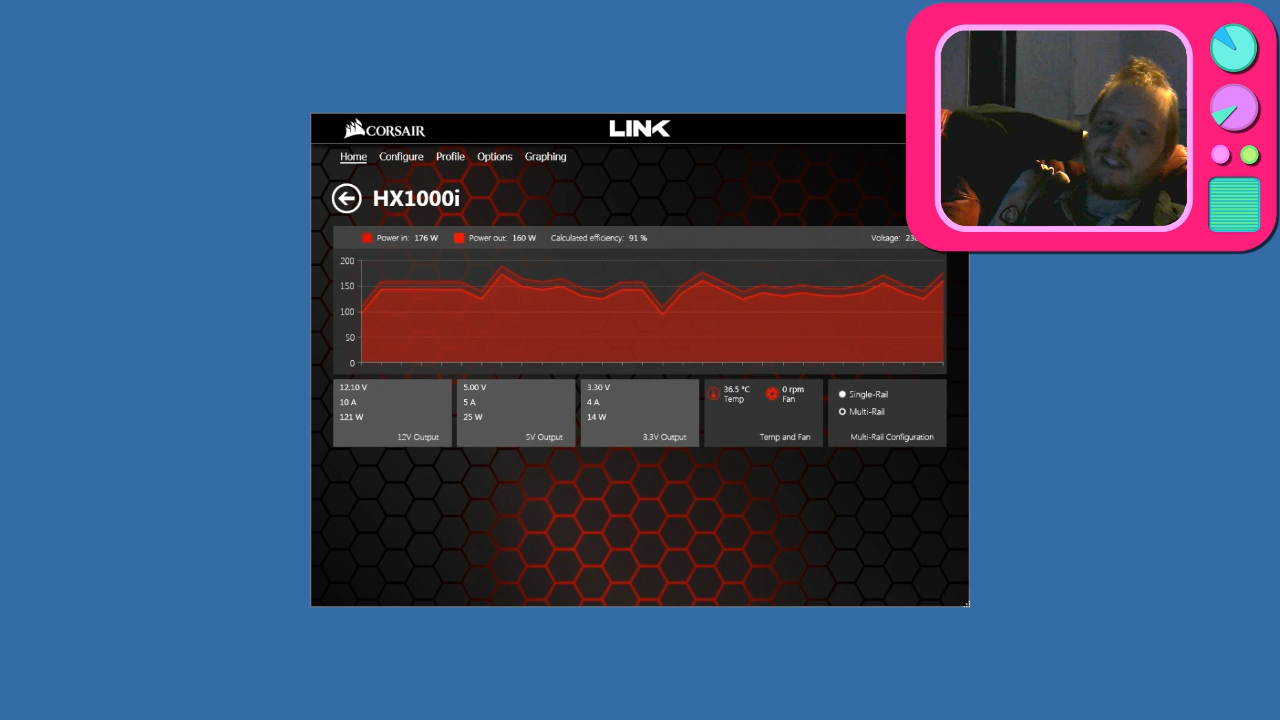 CORSAIR
LINK
Home Configure Profile Options Graphing
HX1000i
Power in: 176 W Power out: 160 W Calculated efficiency: 91 % Voltage:
200
150
100
50
0
12.10 V
10 A
121 W
12V Output
5.00 V
5 A
25 W
5V Output
3.30 V
4 A
14 W
3.3V Output
36.5 °C
Temp
0 rpm
Fan
Temp and Fan
Single-Rail
Multi-Rail
Multi-Rail Configuration